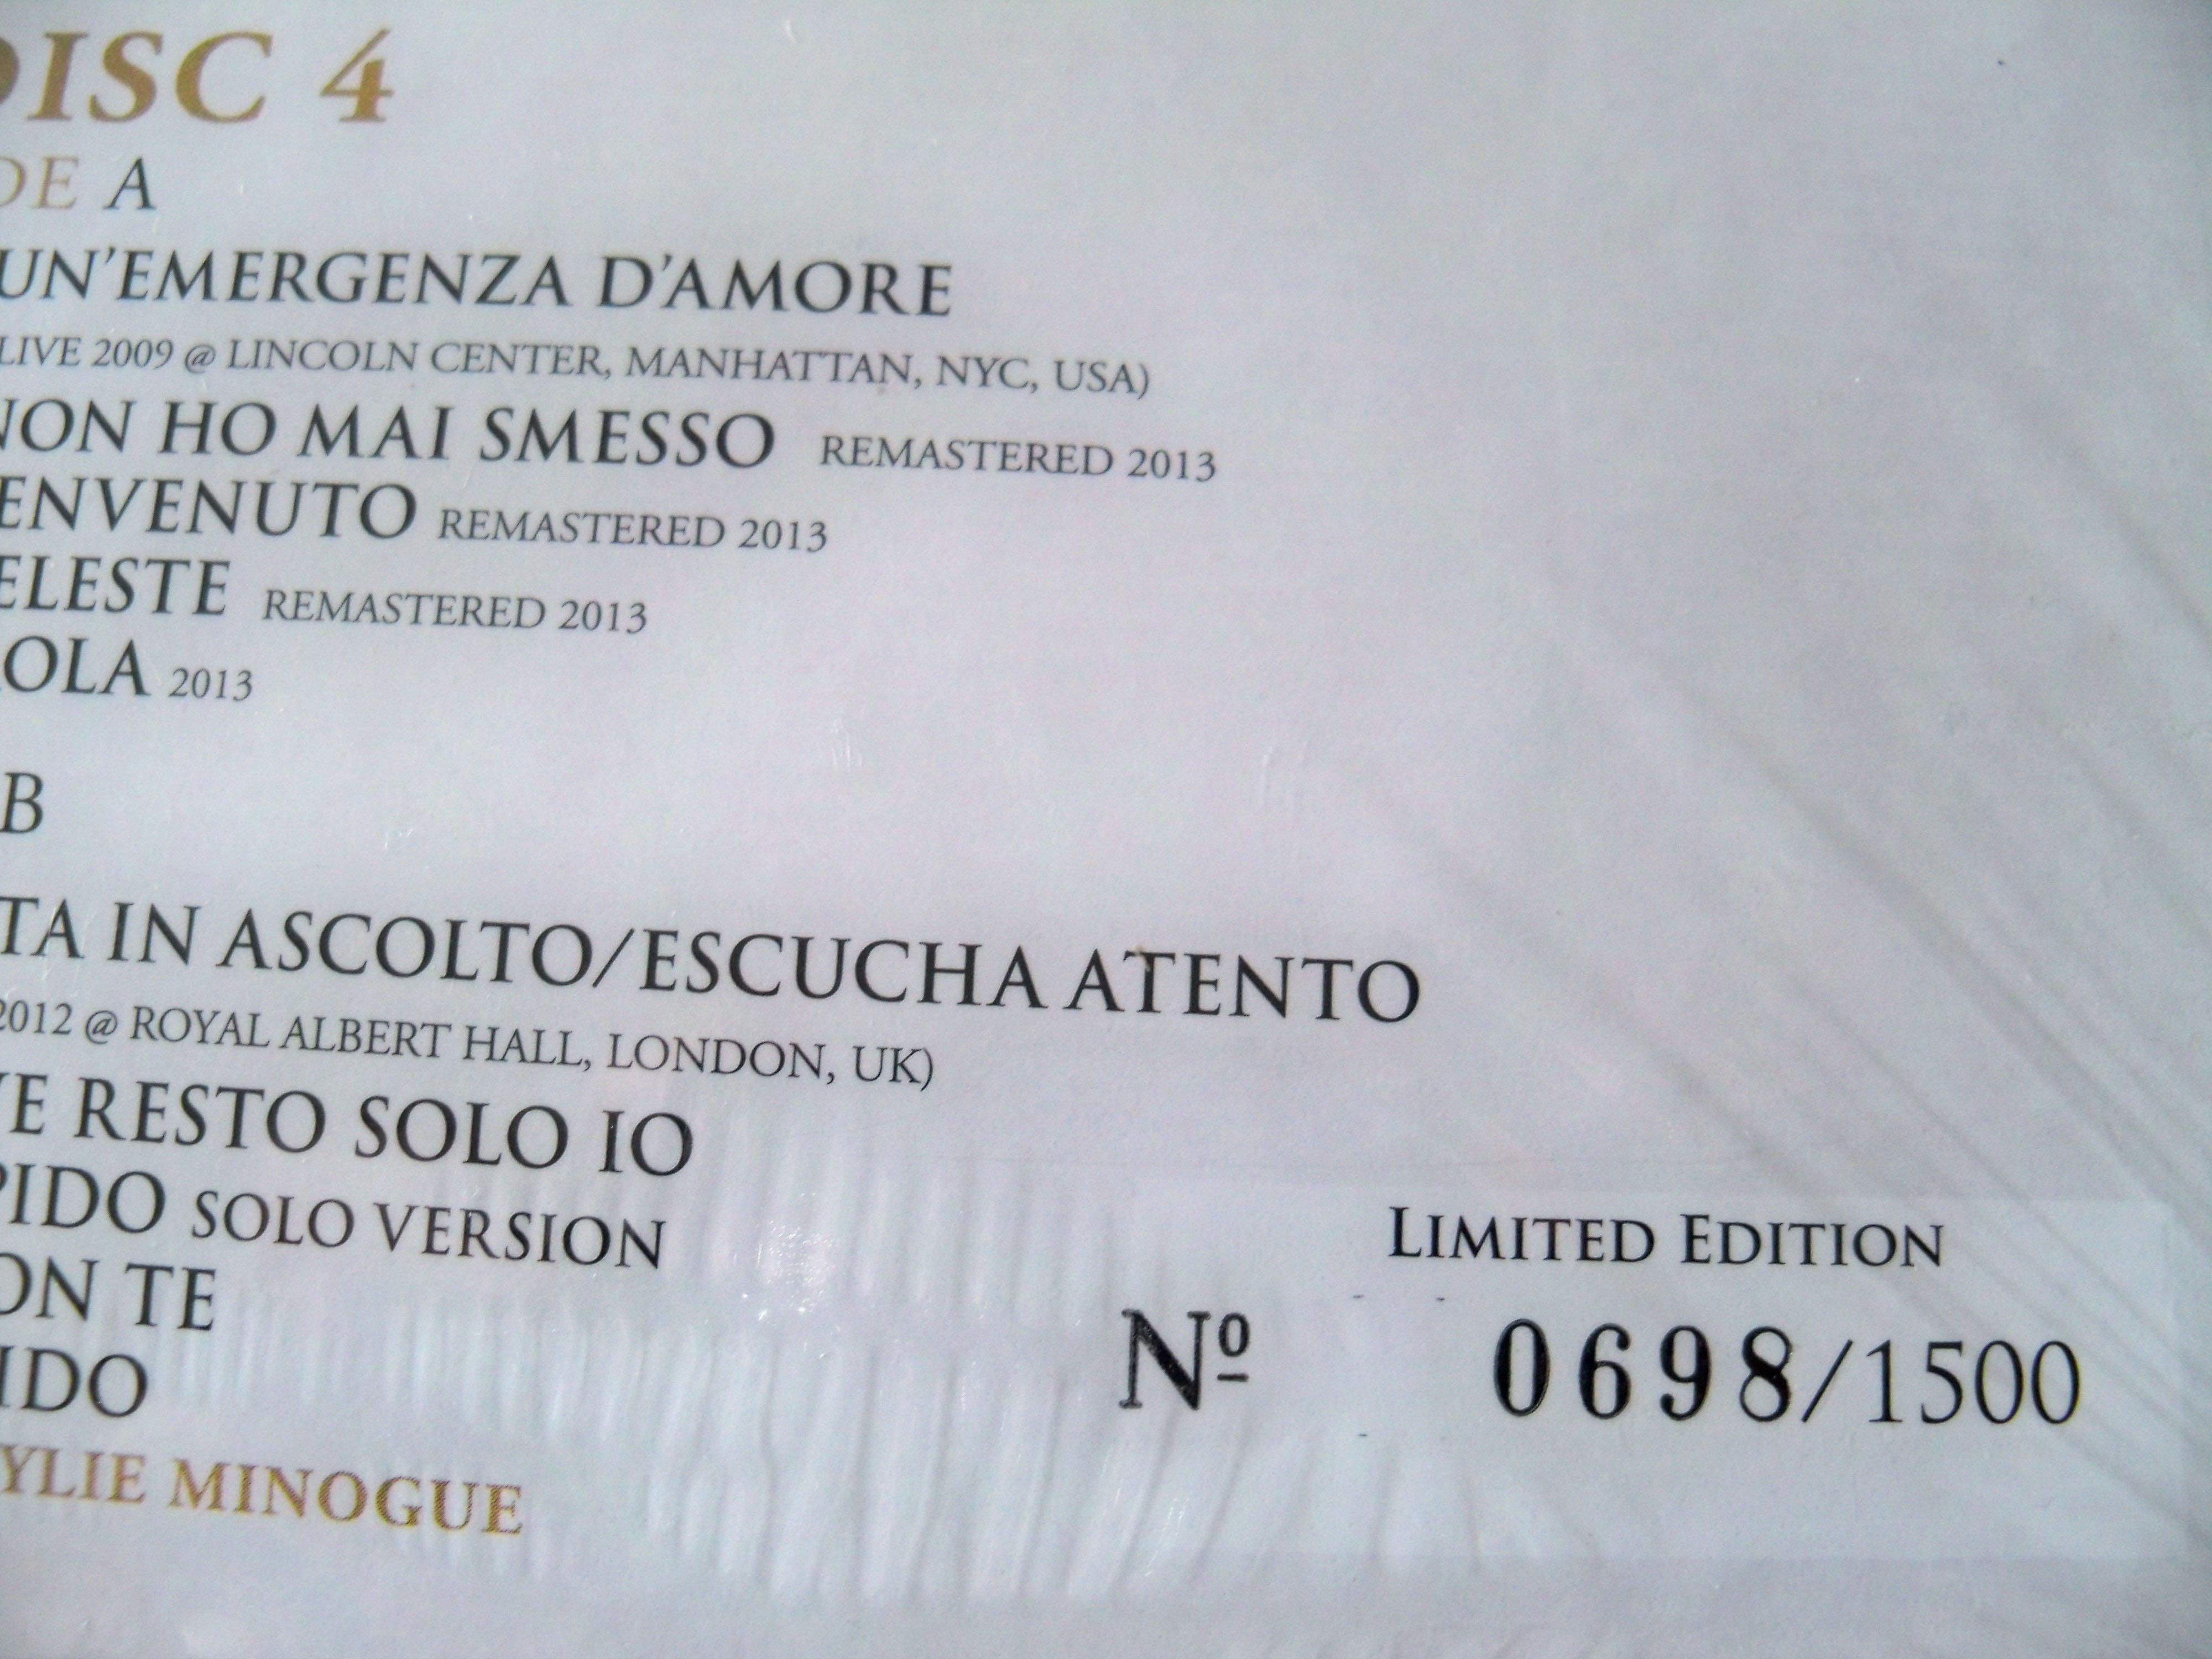 DISC 4
DE A
UN'EMERGENZA D'AMORE
LIVE 2009 @ LINCOLN CENTER, MANHATTAN, NYC, USA)
NON HO MAI SMESSO REMASTERED 2013
ENVENUTO REMASTERED 2013
ELESTE REMASTERED 2013
OLA 2013
B
TA IN ASCOLTO/ESCUCHA ATENTO
2012 @ ROYAL ALBERT HALL, LONDON, UK)
VE RESTO SOLO IO
PIDO SOLO VERSION
ON TE
IDO
YLIE MINOGUE
LIMITED EDITION
Nº 0698/1500